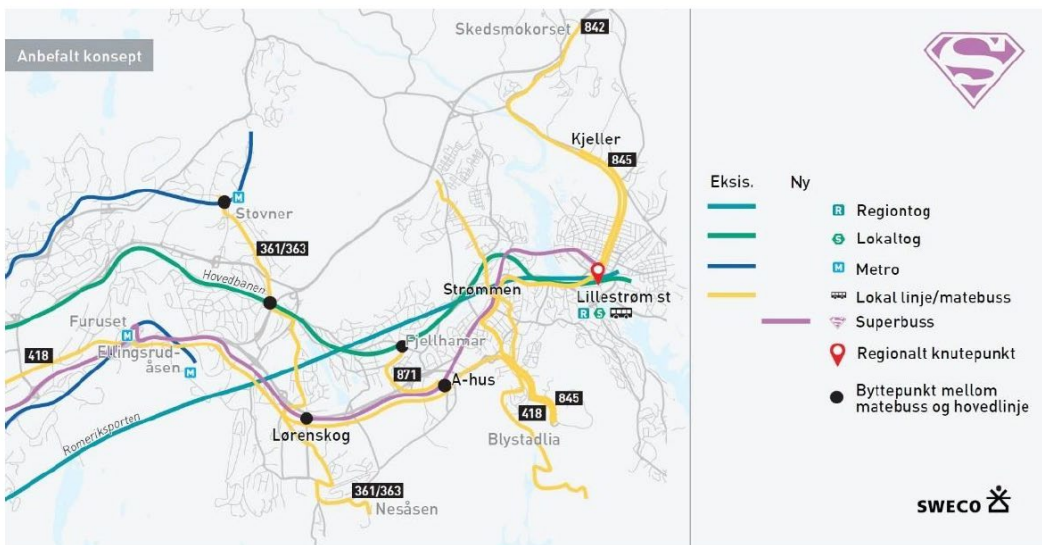 Anbefalt konsept
Skedsmokorset
842
Kjeller
845
Stovner
M
361/363
Hovedbanen
Strømmen
Lillestrøm st
R S
Furuset
M
Ellingsrud-
åsen
M
418
Fjellhamar
871
A-hus
845
418
Blystadlia
Lørenskog
Romeriksporten
361/363
Nesåsen
S
Eksis. Ny
R Regiontog
S Lokaltog
M Metro
Lokal linje/matebuss
S Superbuss
Regionalt knutepunkt
Byttepunkt mellom
matebuss og hovedlinje
SWECO